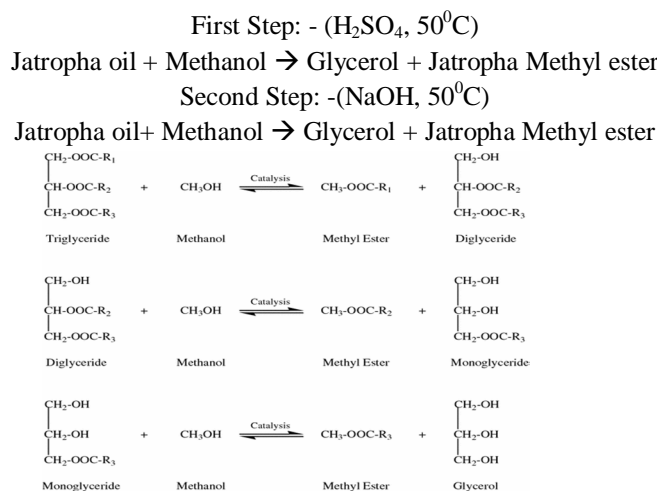 First Step: - (H₂SO₄, 50⁰C)
Jatropha oil + Methanol → Glycerol + Jatropha Methyl ester
Second Step: -(NaOH, 50⁰C)
Jatropha oil+ Methanol → Glycerol + Jatropha Methyl ester
CH₂-OOC-R₁ CH₂-OH
CH-OOC-R₂ + CH₃OH Catalysis ⇌ CH₃-OOC-R₁ + CH-OOC-R₂
CH₂-OOC-R₃ CH₂-OOC-R₃
Triglyceride Methanol Methyl Ester Diglyceride
CH₂-OH CH₂-OH
CH-OOC-R₂ + CH₃OH Catalysis ⇌ CH₃-OOC-R₂ + CH₂-OH
CH₂-OOC-R₃ CH₂-OOC-R₃
Diglyceride Methanol Methyl Ester Monoglyceride
CH₂-OH CH₂-OH
CH₂-OH + CH₃OH Catalysis ⇌ CH₃-OOC-R₃ + CH₂-OH
CH₂-OOC-R₃ CH₂-OH
Monoglyceride Methanol Methyl Ester Glycerol